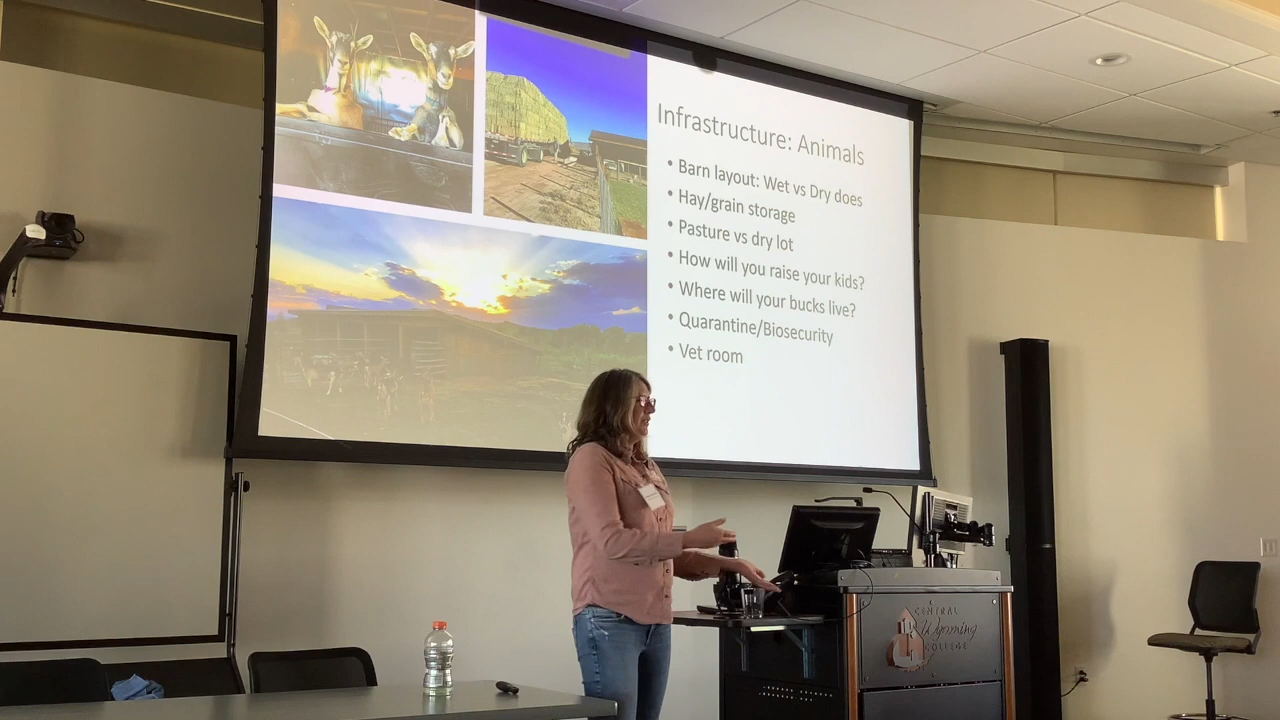 Infrastructure: Animals
• Barn layout: Wet vs Dry does
• Hay/grain storage
• Pasture vs dry lot
• How will you raise your kids?
• Where will your bucks live?
• Quarantine/Biosecurity
• Vet room
CENTRAL
Wyoming
COLLEGE